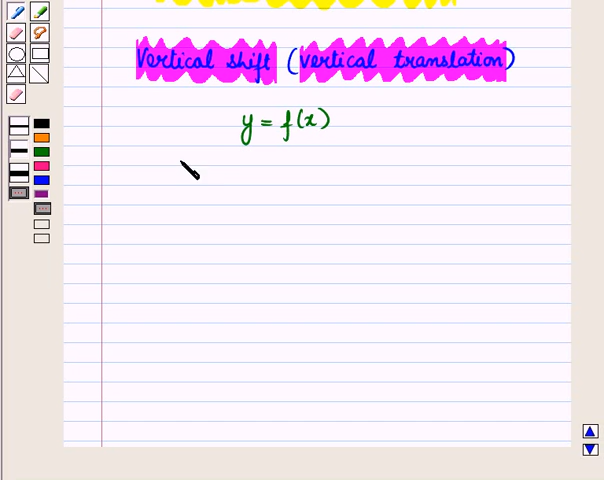 Vertical shift (vertical translation)
y = f(x)